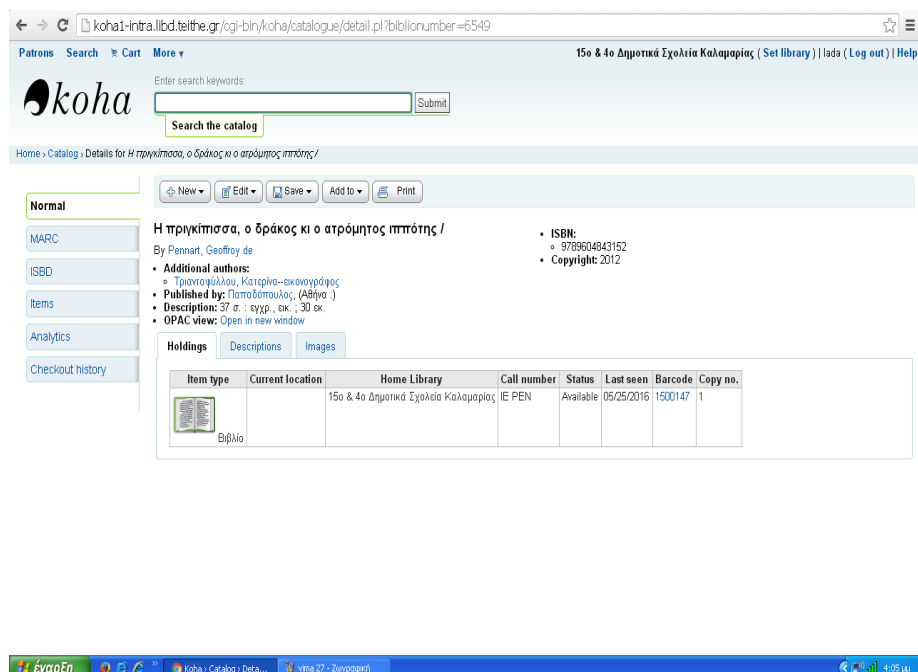 koha1-intra.libd.teithe.gr/cgi-bin/koha/catalogue/detail.pl?biblionumber=6549
Patrons Search Cart More ▾ 15ο & 4ο Δημοτικά Σχολεία Καλαμαρίας ( Set library ) | lada ( Log out ) | Help
koha
Enter search keywords:
Submit
Search the catalog
Home › Catalog › Details for Η πριγκίπισσα, ο δράκος κι ο ατρόμητος ιππότης /
New ▾ Edit ▾ Save ▾ Add to ▾ Print
Normal
MARC
ISBD
Items
Analytics
Checkout history
Η πριγκίπισσα, ο δράκος κι ο ατρόμητος ιππότης /
By Pennart, Geoffroy de
• Additional authors:
◦ Τριανταφύλλου, Κατερίνα--εικονογράφος
• Published by: Παπαδόπουλος, (Αθήνα :)
• Description: 37 σ. : εγχρ., εικ. ; 30 εκ.
• OPAC view: Open in new window
• ISBN:
◦ 9789604843152
• Copyright: 2012
Holdings Descriptions Images
Item type Current location Home Library Call number Status Last seen Barcode Copy no.
Βιβλίο 15ο & 4ο Δημοτικά Σχολεία Καλαμαρίας IE PEN Available 05/25/2016 1500147 1
έναρξη » Koha › Catalog › Deta... vima 27 - Ζωγραφική 4:05 μμ